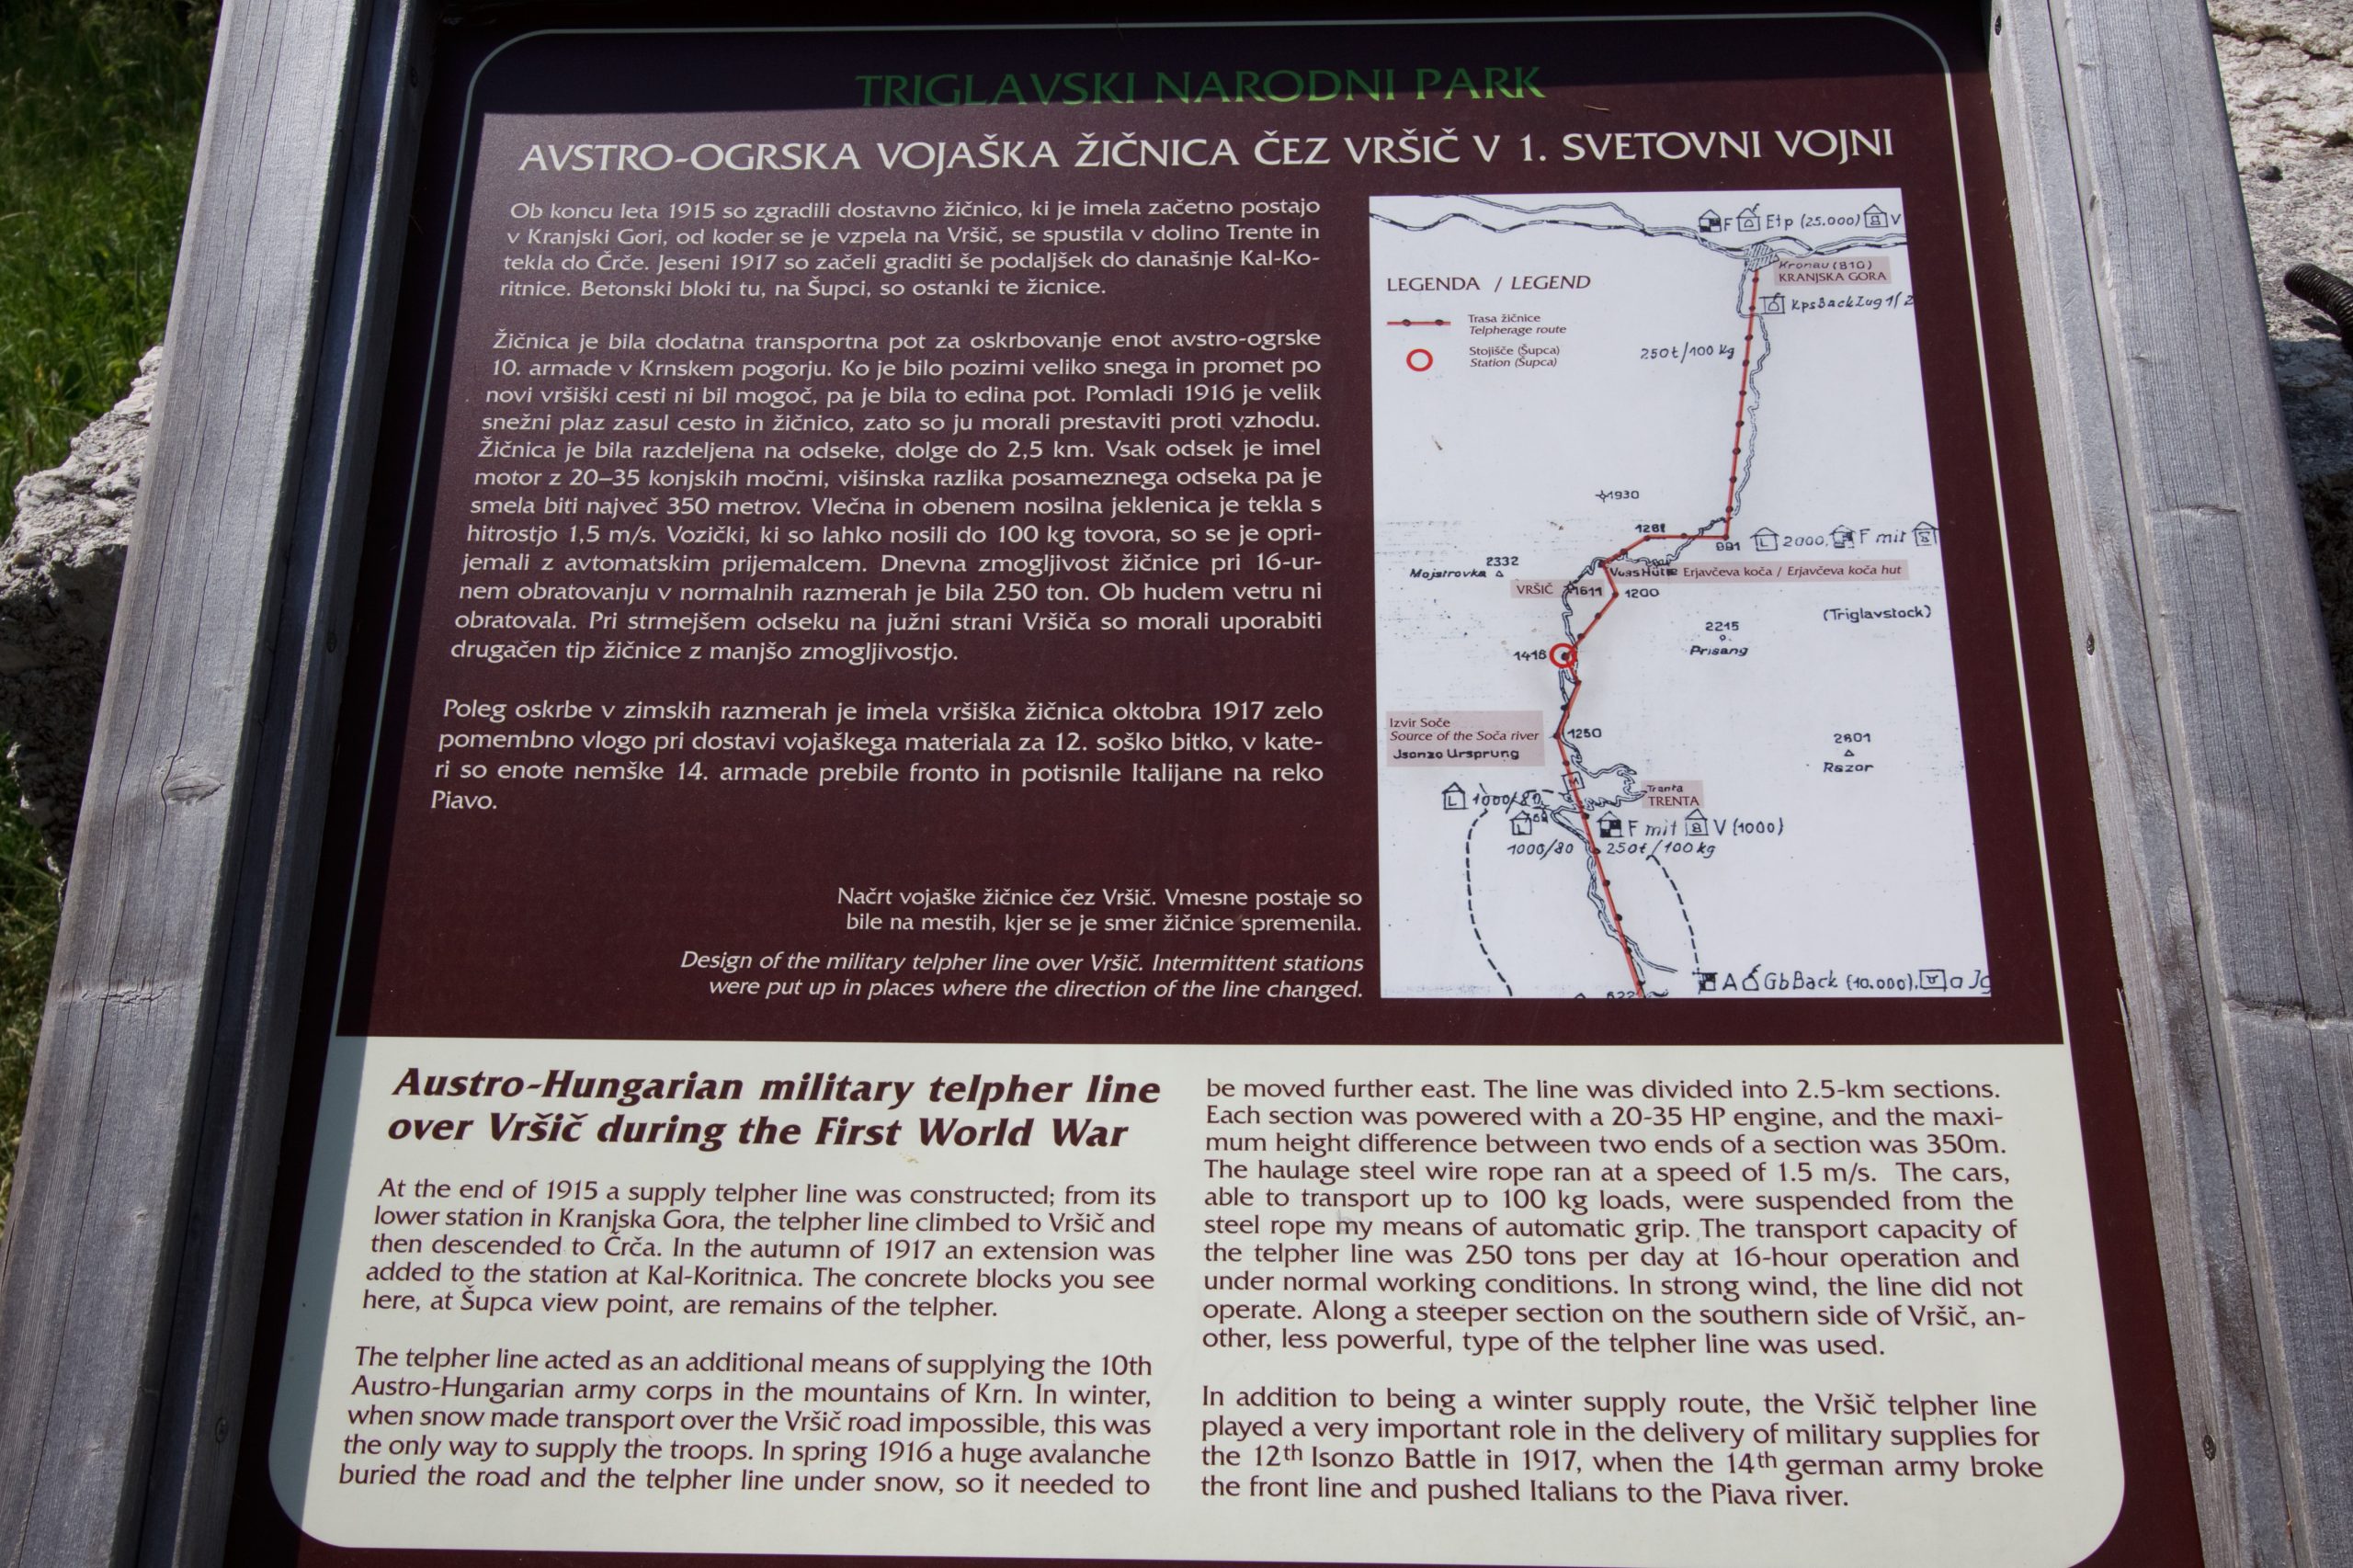 TRIGLAVSKI NARODNI PARK
AVSTRO-OGRSKA VOJAŠKA ŽIČNICA ČEZ VRŠIČ V 1. SVETOVNI VOJNI
Ob koncu leta 1915 so zgradili dostavno žičnico, ki je imela začetno postajo
v Kranjski Gori, od koder se je vzpela na Vršič, se spustila v dolino Trente in
tekla do Črče. Jeseni 1917 so začeli graditi še podaljšek do današnje Kal-Ko-
ritnice. Betonski bloki tu, na Šupci, so ostanki te žicnice.
Žičnica je bila dodatna transportna pot za oskrbovanje enot avstro-ogrske
10. armade v Krnskem pogorju. Ko je bilo pozimi veliko snega in promet po
novi vršiški cesti ni bil mogoč, pa je bila to edina pot. Pomladi 1916 je velik
snežni plaz zasul cesto in žičnico, zato so ju morali prestaviti proti vzhodu.
Žičnica je bila razdeljena na odseke, dolge do 2,5 km. Vsak odsek je imel
motor z 20–35 konjskih močmi, višinska razlika posameznega odseka pa je
smela biti največ 350 metrov. Vlečna in obenem nosilna jeklenica je tekla s
hitrostjo 1,5 m/s. Vozički, ki so lahko nosili do 100 kg tovora, so se je opri-
jemali z avtomatskim prijemalcem. Dnevna zmogljivost žičnice pri 16-ur-
nem obratovanju v normalnih razmerah je bila 250 ton. Ob hudem vetru ni
obratovala. Pri strmejšem odseku na južni strani Vršiča so morali uporabiti
drugačen tip žičnice z manjšo zmogljivostjo.
Poleg oskrbe v zimskih razmerah je imela vršiška žičnica oktobra 1917 zelo
pomembno vlogo pri dostavi vojaškega materiala za 12. soško bitko, v kate-
ri so enote nemške 14. armade prebile fronto in potisnile Italijane na reko
Piavo.
Načrt vojaške žičnice čez Vršič. Vmesne postaje so
bile na mestih, kjer se je smer žičnice spremenila.
Design of the military telpher line over Vršič. Intermittent stations
were put up in places where the direction of the line changed.
F Etp (25.000) B V
Kronau (810)
KRANJSKA GORA
LEGENDA / LEGEND
KpsBackZug 1/2
Trasa žičnice
Telpherage route
Stojišče (Šupca)
Station (Šupca)
250t/100 kg
1930
1281
991 L 2000, F mit B
2332
Mojstrovka
VossHütte Erjavčeva koča / Erjavčeva koča hut
VRŠIČ 1611 1200
(Triglavstock)
2215
Prisang
1418
Izvir Soče
Source of the Soča river
Jsonzo Ursprung
1250
2601
Razor
Trenta
TRENTA
L 1000/80
L
F mit B V (1000)
1000/80 250t/100kg
A GbBack (10.000), a Jg
622
Austro-Hungarian military telpher line
over Vršič during the First World War
At the end of 1915 a supply telpher line was constructed; from its
lower station in Kranjska Gora, the telpher line climbed to Vršič and
then descended to Črča. In the autumn of 1917 an extension was
added to the station at Kal-Koritnica. The concrete blocks you see
here, at Šupca view point, are remains of the telpher.
The telpher line acted as an additional means of supplying the 10th
Austro-Hungarian army corps in the mountains of Krn. In winter,
when snow made transport over the Vršič road impossible, this was
the only way to supply the troops. In spring 1916 a huge avalanche
buried the road and the telpher line under snow, so it needed to
be moved further east. The line was divided into 2.5-km sections.
Each section was powered with a 20-35 HP engine, and the maxi-
mum height difference between two ends of a section was 350m.
The haulage steel wire rope ran at a speed of 1.5 m/s. The cars,
able to transport up to 100 kg loads, were suspended from the
steel rope my means of automatic grip. The transport capacity of
the telpher line was 250 tons per day at 16-hour operation and
under normal working conditions. In strong wind, the line did not
operate. Along a steeper section on the southern side of Vršič, an-
other, less powerful, type of the telpher line was used.
In addition to being a winter supply route, the Vršič telpher line
played a very important role in the delivery of military supplies for
the 12th Isonzo Battle in 1917, when the 14th german army broke
the front line and pushed Italians to the Piava river.